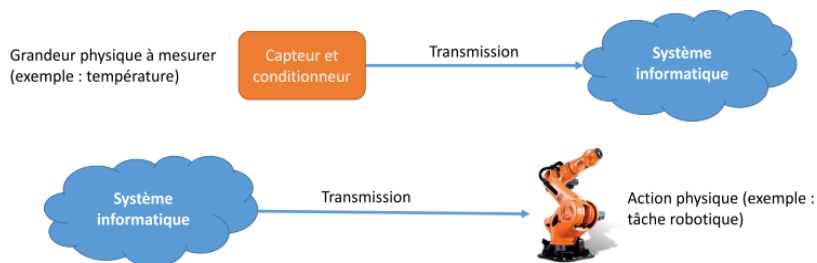 Grandeur physique à mesurer
(exemple : température)
Capteur et
conditionneur
Transmission
Système
informatique
Système
informatique
Transmission
Action physique (exemple :
tâche robotique)